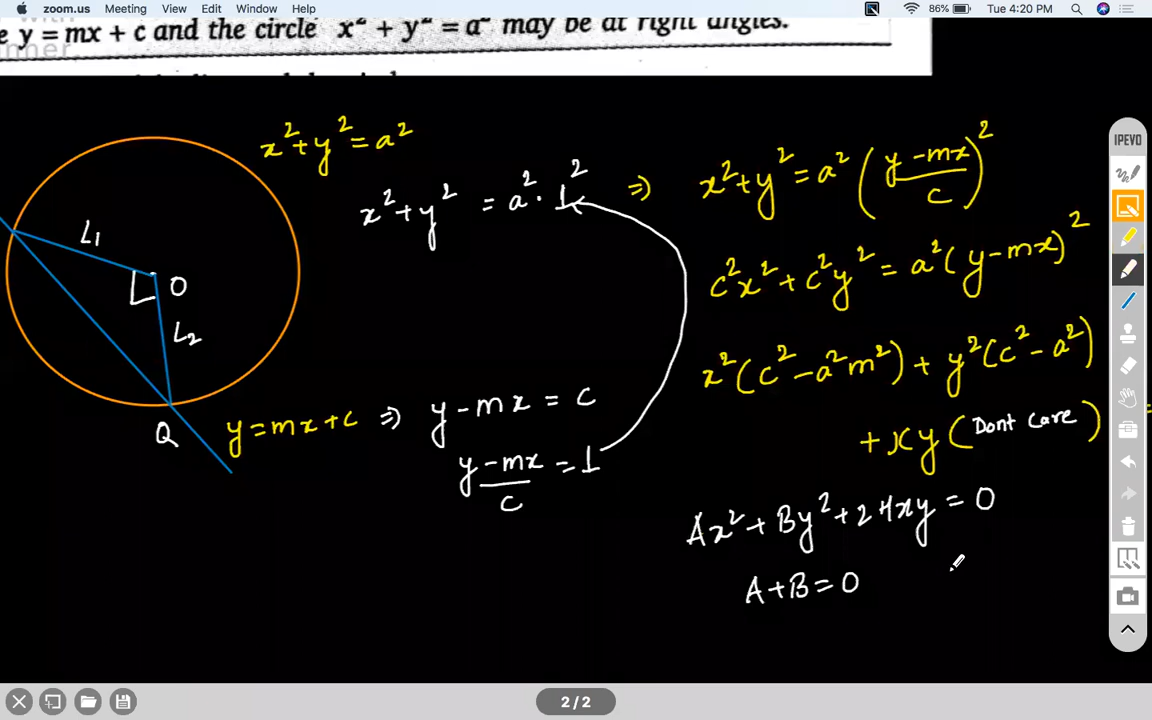 zoom.us Meeting View Edit Window Help 86% Tue 4:20 PM
e y = mx + c and the circle x² + y² = a² may be at right angles.
x²+y² = a²
x²+y² = a²·1² ⇒ x²+y² = a² ((y-mx)/c)²
L₁
O
L₂
c²x² + c²y² = a²(y-mx)²
x²(c²-a²m²) + y²(c²-a²)
+ xy (Dont care) =
Q
y = mx+c ⇒ y-mx = c
(y-mx)/c = 1
Ax² + By² + 2Hxy = 0
A+B = 0
IPEVO
2/2